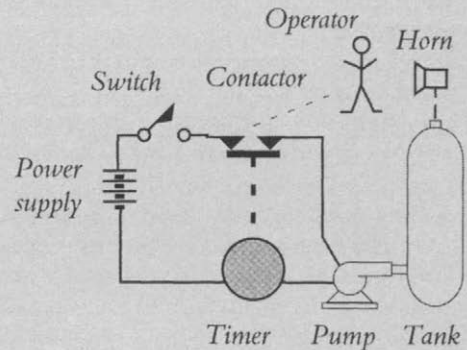 Operator
Horn
Switch
Contactor
Power
supply
Timer
Pump
Tank